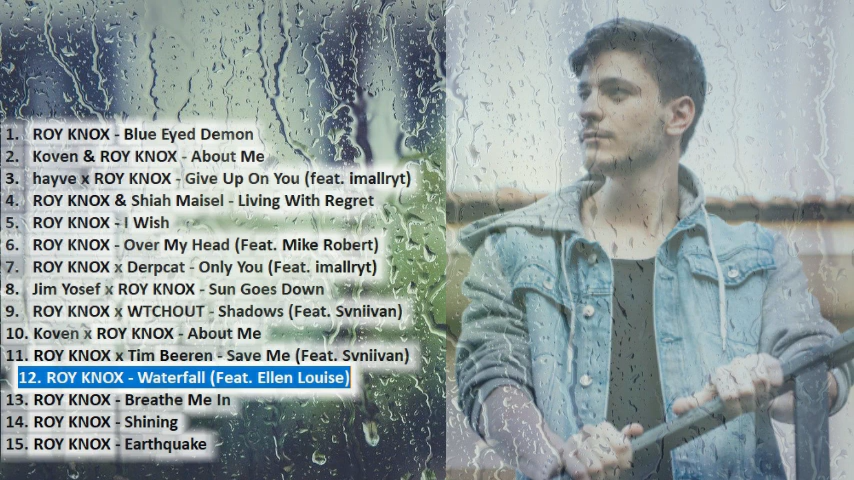 1. ROY KNOX - Blue Eyed Demon
2. Koven & ROY KNOX - About Me
3. hayve x ROY KNOX - Give Up On You (feat. imallryt)
4. ROY KNOX & Shiah Maisel - Living With Regret
5. ROY KNOX - I Wish
6. ROY KNOX - Over My Head (Feat. Mike Robert)
7. ROY KNOX x Derpcat - Only You (Feat. imallryt)
8. Jim Yosef x ROY KNOX - Sun Goes Down
9. ROY KNOX x WTCHOUT - Shadows (Feat. Svniivan)
10. Koven x ROY KNOX - About Me
11. ROY KNOX x Tim Beeren - Save Me (Feat. Svniivan)
12. ROY KNOX - Waterfall (Feat. Ellen Louise)
13. ROY KNOX - Breathe Me In
14. ROY KNOX - Shining
15. ROY KNOX - Earthquake